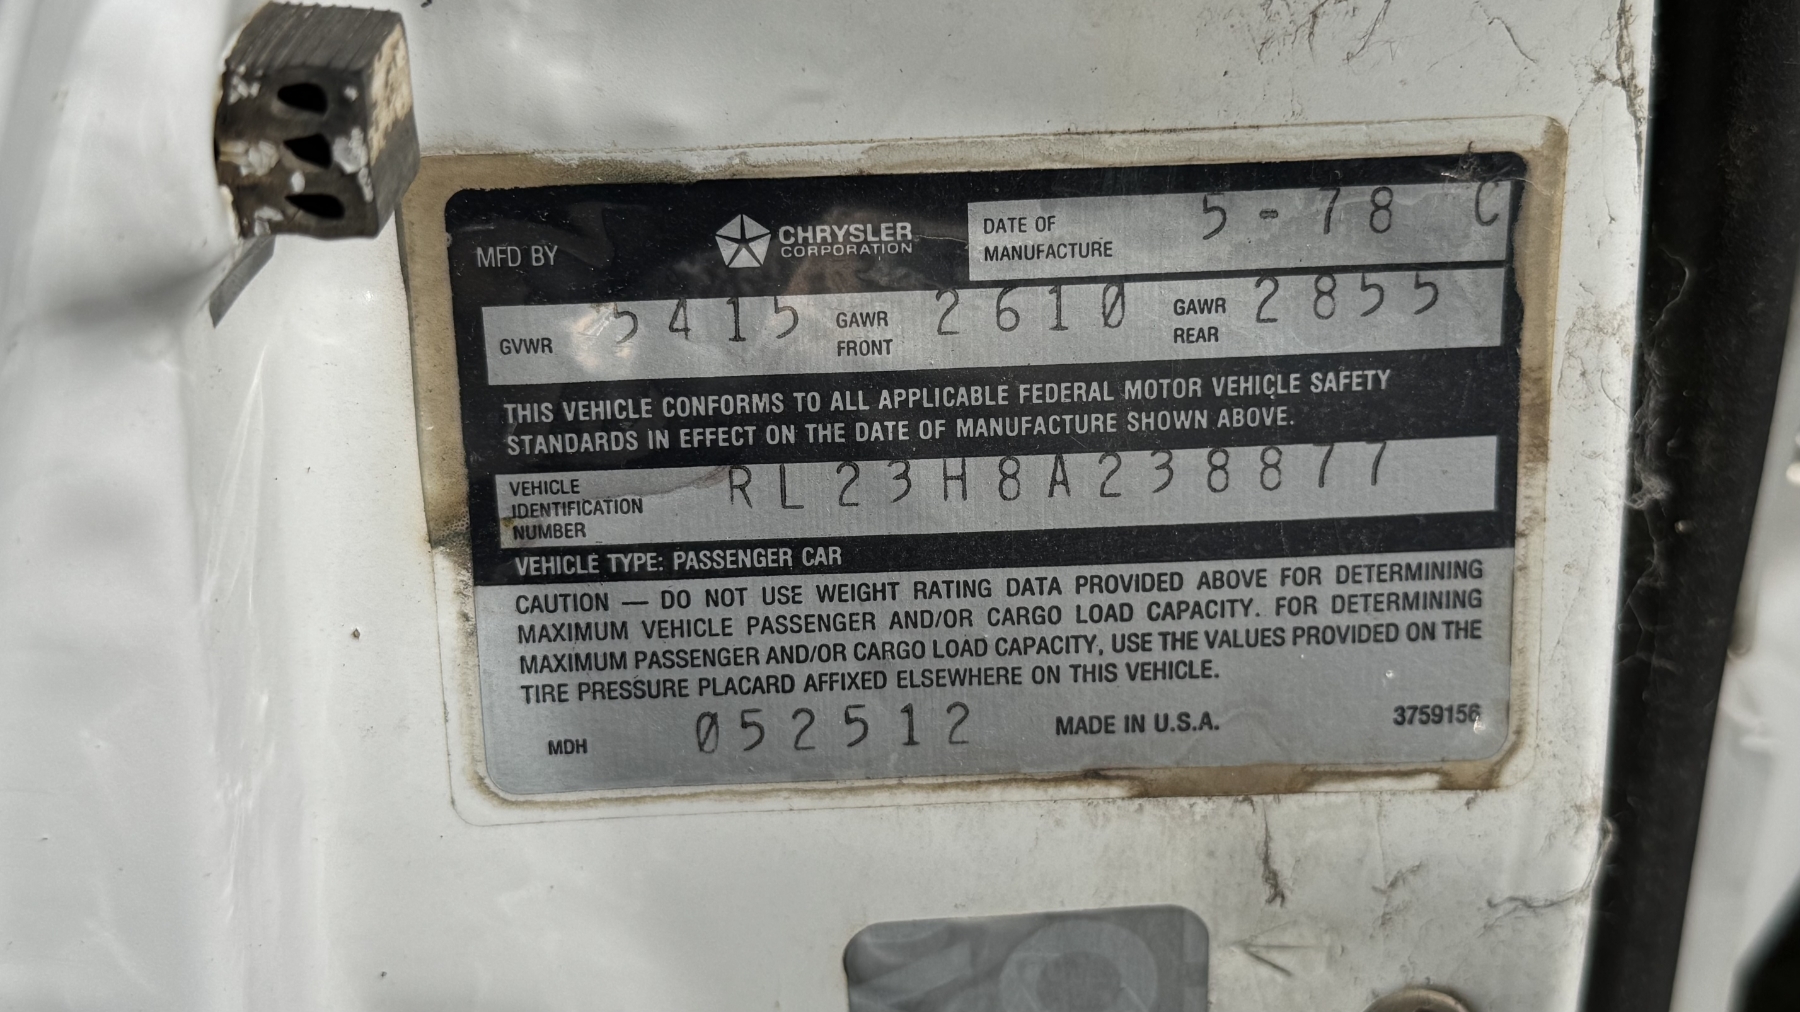 MFD BY CHRYSLER CORPORATION DATE OF MANUFACTURE 5-78 C
GVWR 5415 GAWR FRONT 2610 GAWR REAR 2855
THIS VEHICLE CONFORMS TO ALL APPLICABLE FEDERAL MOTOR VEHICLE SAFETY
STANDARDS IN EFFECT ON THE DATE OF MANUFACTURE SHOWN ABOVE.
VEHICLE IDENTIFICATION NUMBER RL23H8A238877
VEHICLE TYPE: PASSENGER CAR
CAUTION — DO NOT USE WEIGHT RATING DATA PROVIDED ABOVE FOR DETERMINING
MAXIMUM VEHICLE PASSENGER AND/OR CARGO LOAD CAPACITY. FOR DETERMINING
MAXIMUM PASSENGER AND/OR CARGO LOAD CAPACITY, USE THE VALUES PROVIDED ON THE
TIRE PRESSURE PLACARD AFFIXED ELSEWHERE ON THIS VEHICLE.
MDH 052512 MADE IN U.S.A. 3759156